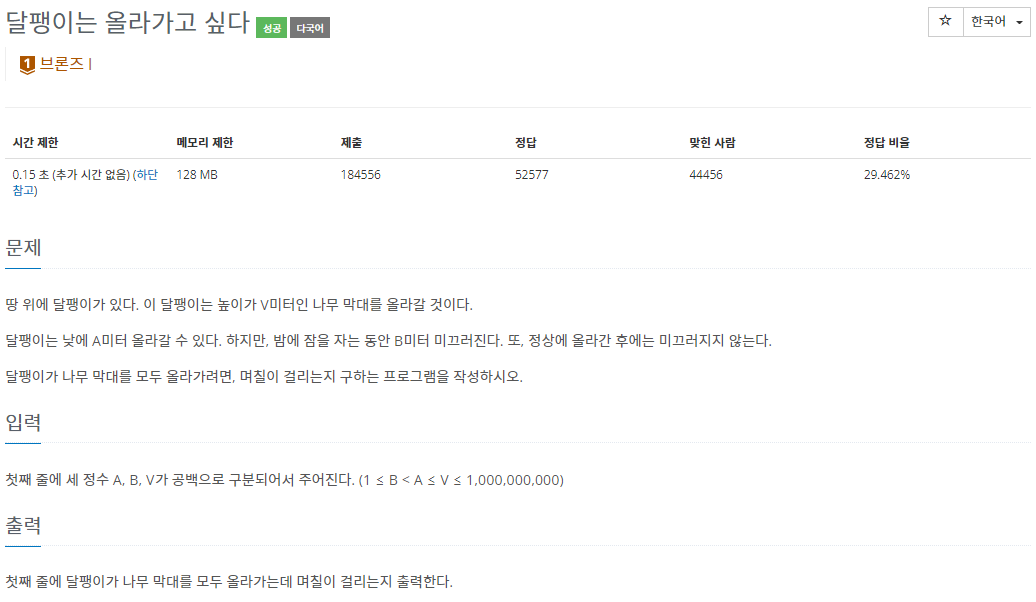 달팽이는 올라가고 싶다 성공 다국어
☆ 한국어
1 브론즈 I
시간 제한 메모리 제한 제출 정답 맞힌 사람 정답 비율
0.15 초 (추가 시간 없음) (하단 128 MB 184556 52577 44456 29.462%
참고)
문제
땅 위에 달팽이가 있다. 이 달팽이는 높이가 V미터인 나무 막대를 올라갈 것이다.
달팽이는 낮에 A미터 올라갈 수 있다. 하지만, 밤에 잠을 자는 동안 B미터 미끄러진다. 또, 정상에 올라간 후에는 미끄러지지 않는다.
달팽이가 나무 막대를 모두 올라가려면, 며칠이 걸리는지 구하는 프로그램을 작성하시오.
입력
첫째 줄에 세 정수 A, B, V가 공백으로 구분되어서 주어진다. (1 ≤ B < A ≤ V ≤ 1,000,000,000)
출력
첫째 줄에 달팽이가 나무 막대를 모두 올라가는데 며칠이 걸리는지 출력한다.